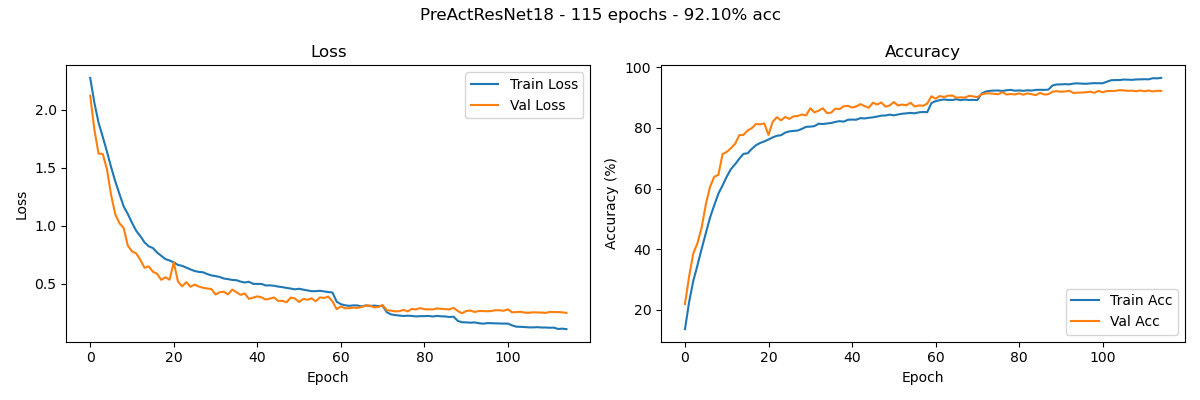 PreActResNet18 - 115 epochs - 92.10% acc
Loss
Train Loss
Val Loss
2.0
1.5
1.0
0.5
Loss
0 20 40 60 80 100
Epoch
Accuracy
100
80
60
40
20
Accuracy (%)
Train Acc
Val Acc
0 20 40 60 80 100
Epoch